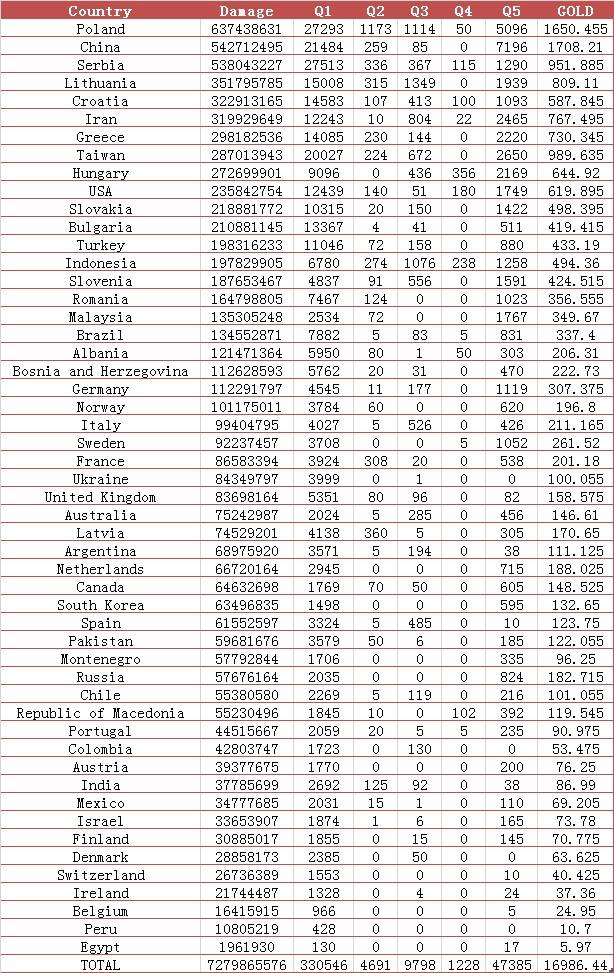 Country Damage Q1 Q2 Q3 Q4 Q5 GOLD
Poland 637438631 27293 1173 1114 50 5096 1650.455
China 542712495 21484 259 85 0 7196 1708.21
Serbia 538043227 27513 336 367 115 1290 951.885
Lithuania 351795785 15008 315 1349 0 1939 809.11
Croatia 322913165 14583 107 413 100 1093 587.845
Iran 319929649 12243 10 804 22 2465 767.495
Greece 298182536 14085 230 144 0 2220 730.345
Taiwan 287013943 20027 224 672 0 2650 989.635
Hungary 272699901 9096 0 436 356 2169 644.92
USA 235842754 12439 140 51 180 1749 619.895
Slovakia 218881772 10315 20 150 0 1422 498.395
Bulgaria 210881145 13367 4 41 0 511 419.415
Turkey 198316233 11046 72 158 0 880 433.19
Indonesia 197829905 6780 274 1076 238 1258 494.36
Slovenia 187653467 4837 91 556 0 1591 424.515
Romania 164798805 7467 124 0 0 1023 356.555
Malaysia 135305248 2534 72 0 0 1767 349.67
Brazil 134552871 7882 5 83 5 831 337.4
Albania 121471364 5950 80 1 50 303 206.31
Bosnia and Herzegovina 112628593 5762 20 31 0 470 222.73
Germany 112291797 4545 11 177 0 1119 307.375
Norway 101175011 3784 60 0 0 620 196.8
Italy 99404795 4027 5 526 0 426 211.165
Sweden 92237457 3708 0 0 5 1052 261.52
France 86583394 3924 308 20 0 538 201.18
Ukraine 84349797 3999 0 1 0 0 100.055
United Kingdom 83698164 5351 80 96 0 82 158.575
Australia 75242987 2024 5 285 0 456 146.61
Latvia 74529201 4138 360 5 0 305 170.65
Argentina 68975920 3571 5 194 0 38 111.125
Netherlands 66720164 2945 0 0 0 715 188.025
Canada 64632698 1769 70 50 0 605 148.525
South Korea 63496835 1498 0 0 0 595 132.65
Spain 61552597 3324 5 485 0 10 123.75
Pakistan 59681676 3579 50 6 0 185 122.055
Montenegro 57792844 1706 0 0 0 335 96.25
Russia 57676164 2035 0 0 0 824 182.715
Chile 55380580 2269 5 119 0 216 101.055
Republic of Macedonia 55230496 1845 10 0 102 392 119.545
Portugal 44515667 2059 20 5 5 235 90.975
Colombia 42803747 1723 0 130 0 0 53.475
Austria 39377675 1770 0 0 0 200 76.25
India 37785699 2692 125 92 0 38 86.99
Mexico 34777685 2031 15 1 0 110 69.205
Israel 33653907 1874 1 6 0 165 73.78
Finland 30885017 1855 0 15 0 145 70.775
Denmark 28858173 2385 0 50 0 0 63.625
Switzerland 26736389 1553 0 0 0 10 40.425
Ireland 21744487 1328 0 4 0 24 37.36
Belgium 16415915 966 0 0 0 5 24.95
Peru 10805219 428 0 0 0 0 10.7
Egypt 1961930 130 0 0 0 17 5.97
TOTAL 7279865576 330546 4691 9798 1228 47385 16986.44